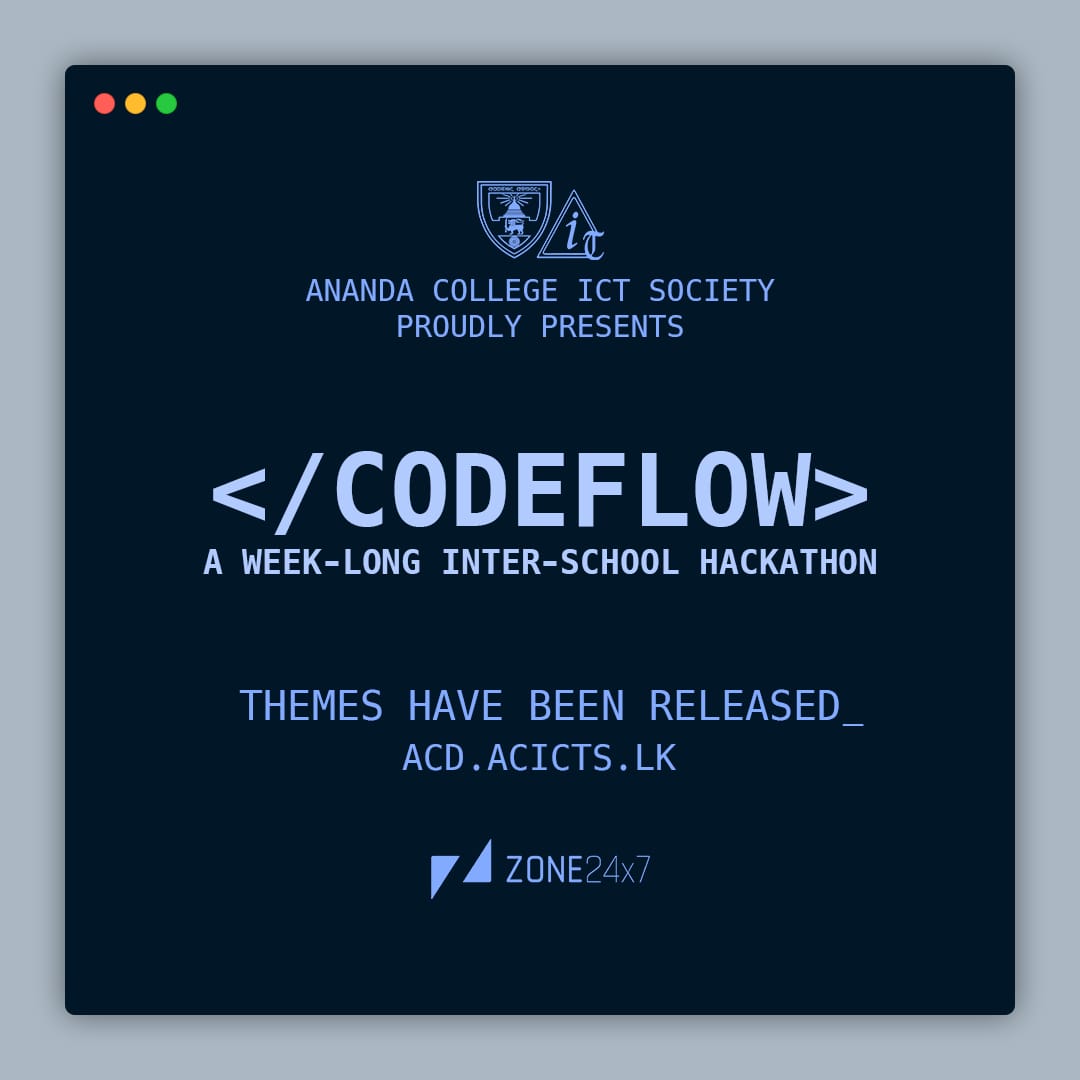 ANANDA COLLEGE ICT SOCIETY
PROUDLY PRESENTS
</CODEFLOW>
A WEEK-LONG INTER-SCHOOL HACKATHON
THEMES HAVE BEEN RELEASED_
ACD.ACICTS.LK
ZONE24x7